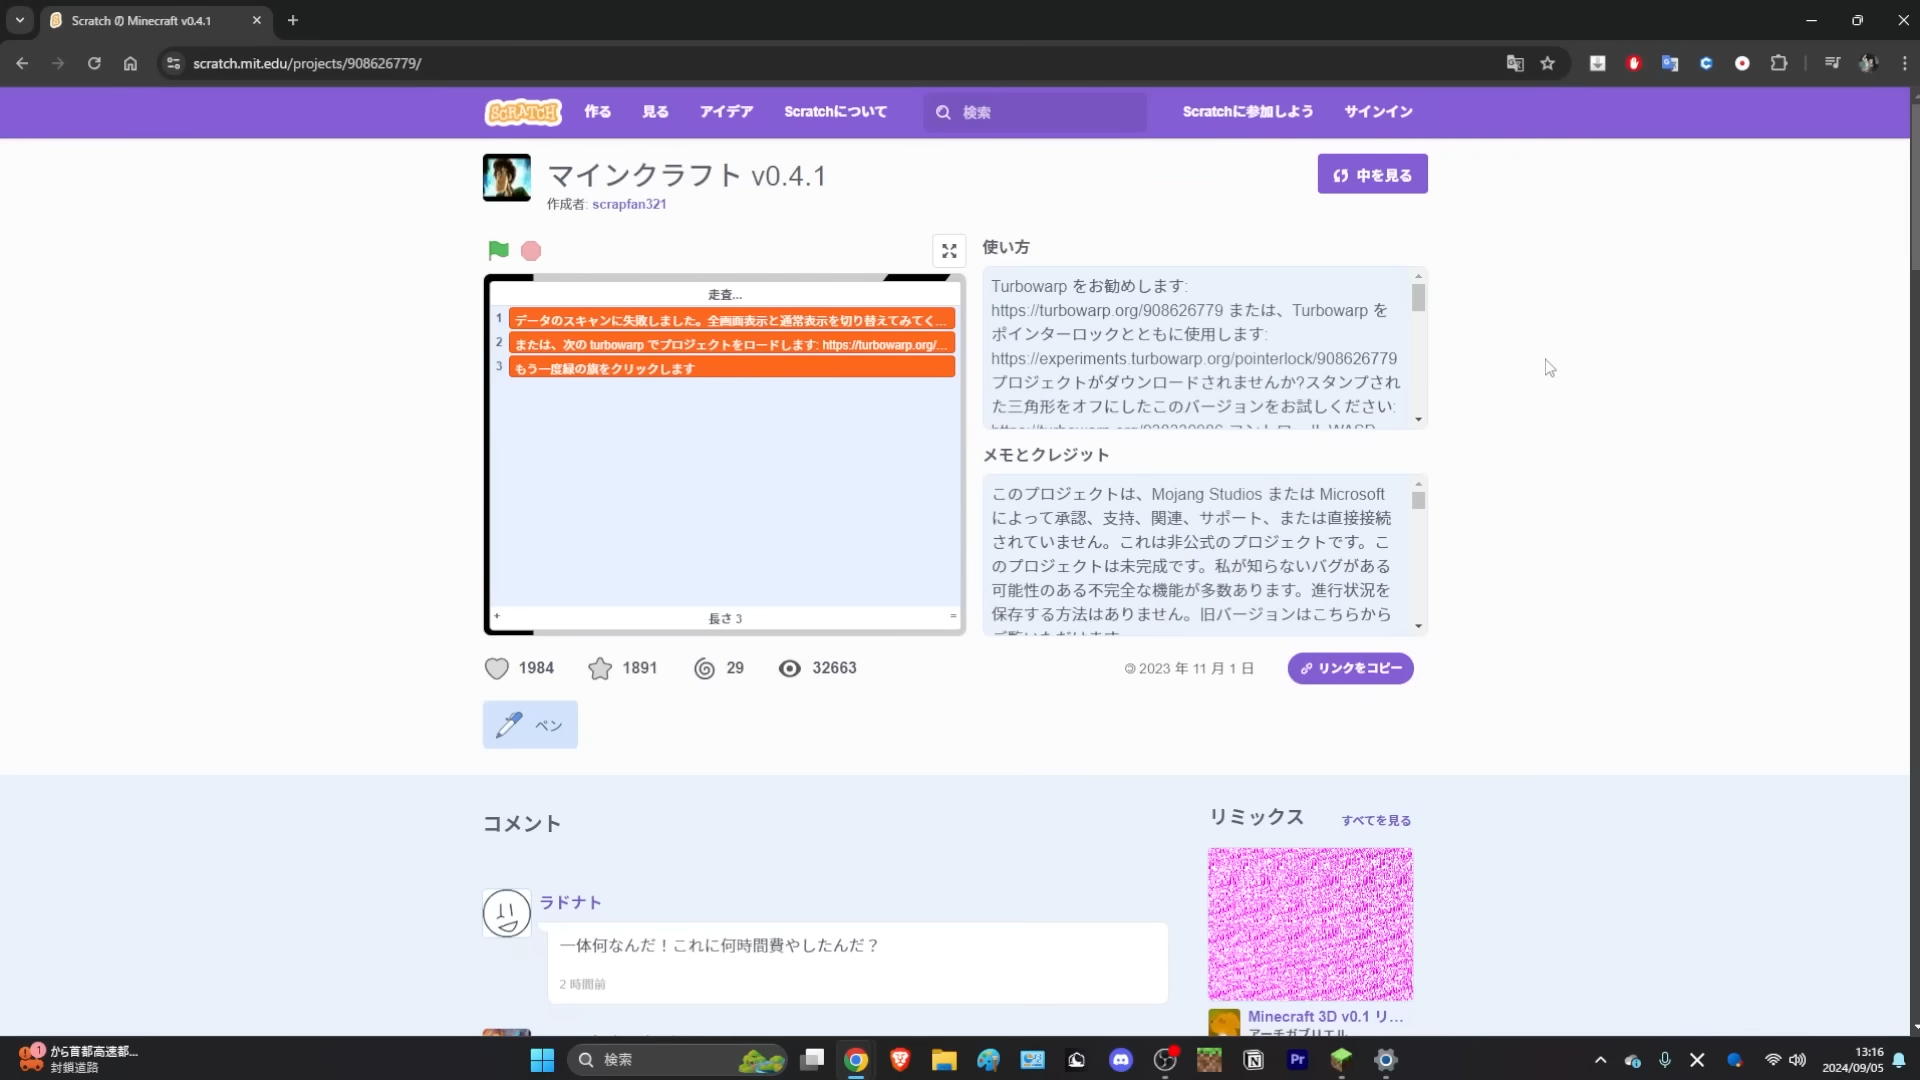 Scratch の Minecraft v0.4.1
scratch.mit.edu/projects/908626779/
SCRATCH 作る 見る アイデア Scratchについて 検索 Scratchに参加しよう サインイン
マインクラフト v0.4.1
作成者: scrapfan321
中を見る
走査...
1 データのスキャンに失敗しました。全画面表示と通常表示を切り替えてみてく...
2 または、次の turbowarp でプロジェクトをロードします: https://turbowarp.org/...
3 もう一度緑の旗をクリックします
+ 長さ 3 =
使い方
Turbowarp をお勧めします:
https://turbowarp.org/908626779 または、Turbowarp を
ポインターロックとともに使用します:
https://experiments.turbowarp.org/pointerlock/908626779
プロジェクトがダウンロードされませんか?スタンプされ
た三角形をオフにしたこのバージョンをお試しください:
メモとクレジット
このプロジェクトは、Mojang Studios または Microsoft
によって承認、支持、関連、サポート、または直接接続
されていません。これは非公式のプロジェクトです。こ
のプロジェクトは未完成です。私が知らないバグがある
可能性のある不完全な機能が多数あります。進行状況を
保存する方法はありません。旧バージョンはこちらから
1984 1891 29 32663
© 2023 年 11 月 1 日
リンクをコピー
ペン
コメント
ラドナト
一体何なんだ！これに何時間費やしたんだ？
2 時間前
リミックス すべてを見る
Minecraft 3D v0.1 リ...
アーチガブリエル
1 から首都高速都...
封鎖道路
検索
Pr
13:16
2024/09/05